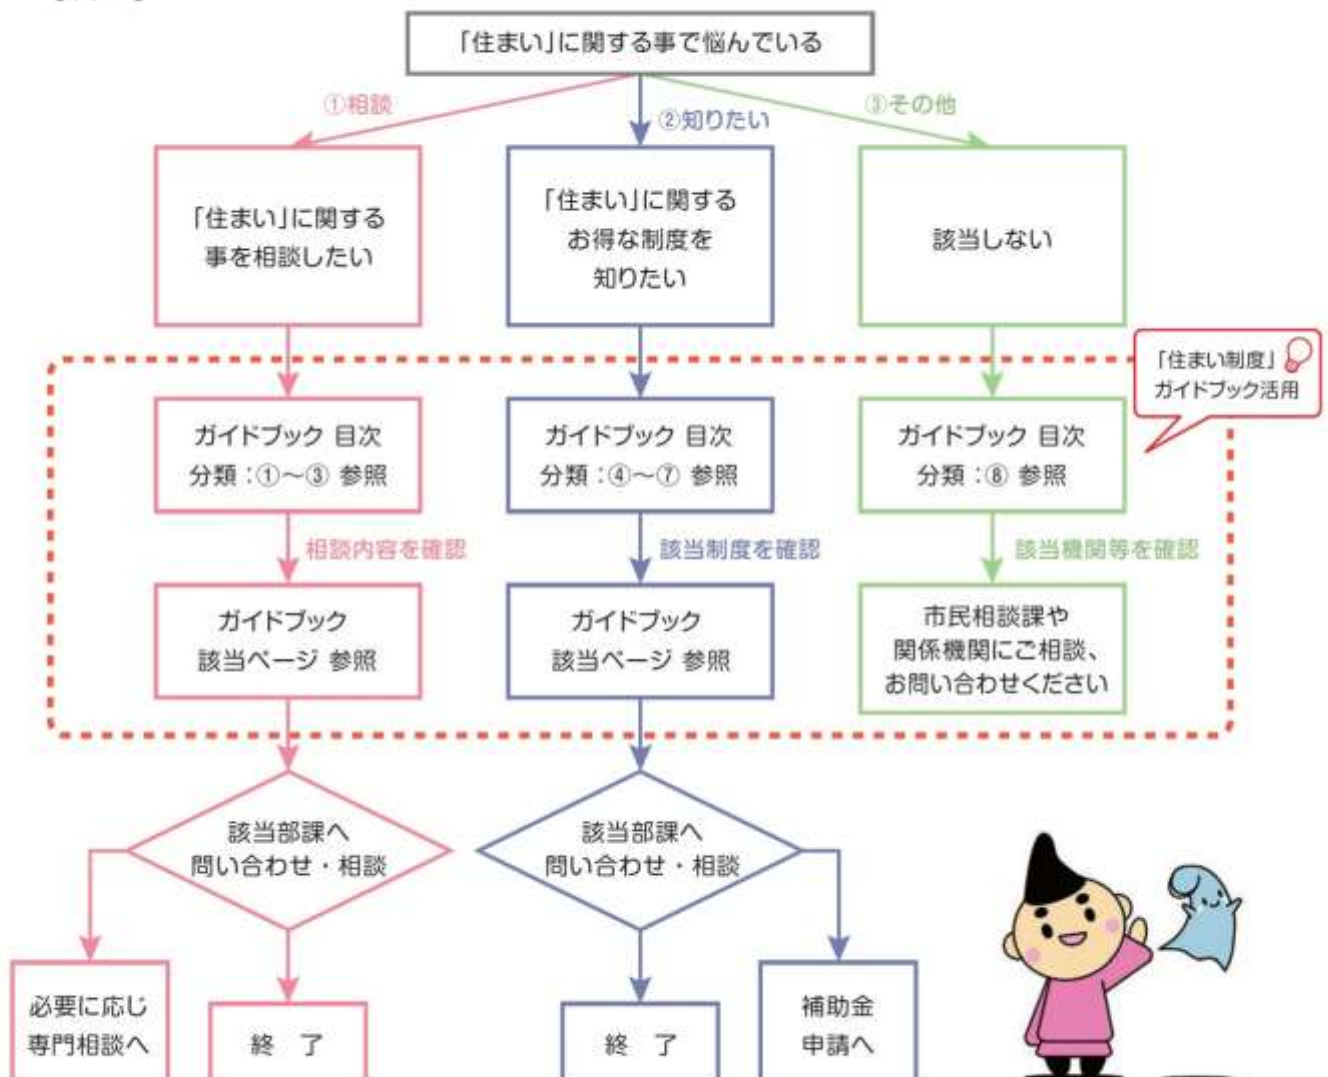 「住まい」に関する事で悩んでいる
①相談
②知りたい
③その他
「住まい」に関する
事を相談したい
「住まい」に関する
お得な制度を
知りたい
該当しない
「住まい制度」
ガイドブック活用
ガイドブック 目次
分類：①～③ 参照
ガイドブック 目次
分類：④～⑦ 参照
ガイドブック 目次
分類：⑧ 参照
相談内容を確認
該当制度を確認
該当機関等を確認
ガイドブック
該当ページ 参照
ガイドブック
該当ページ 参照
市民相談課や
関係機関にご相談、
お問い合わせください
該当部課へ
問い合わせ・相談
該当部課へ
問い合わせ・相談
必要に応じ
専門相談へ
終 了
終 了
補助金
申請へ